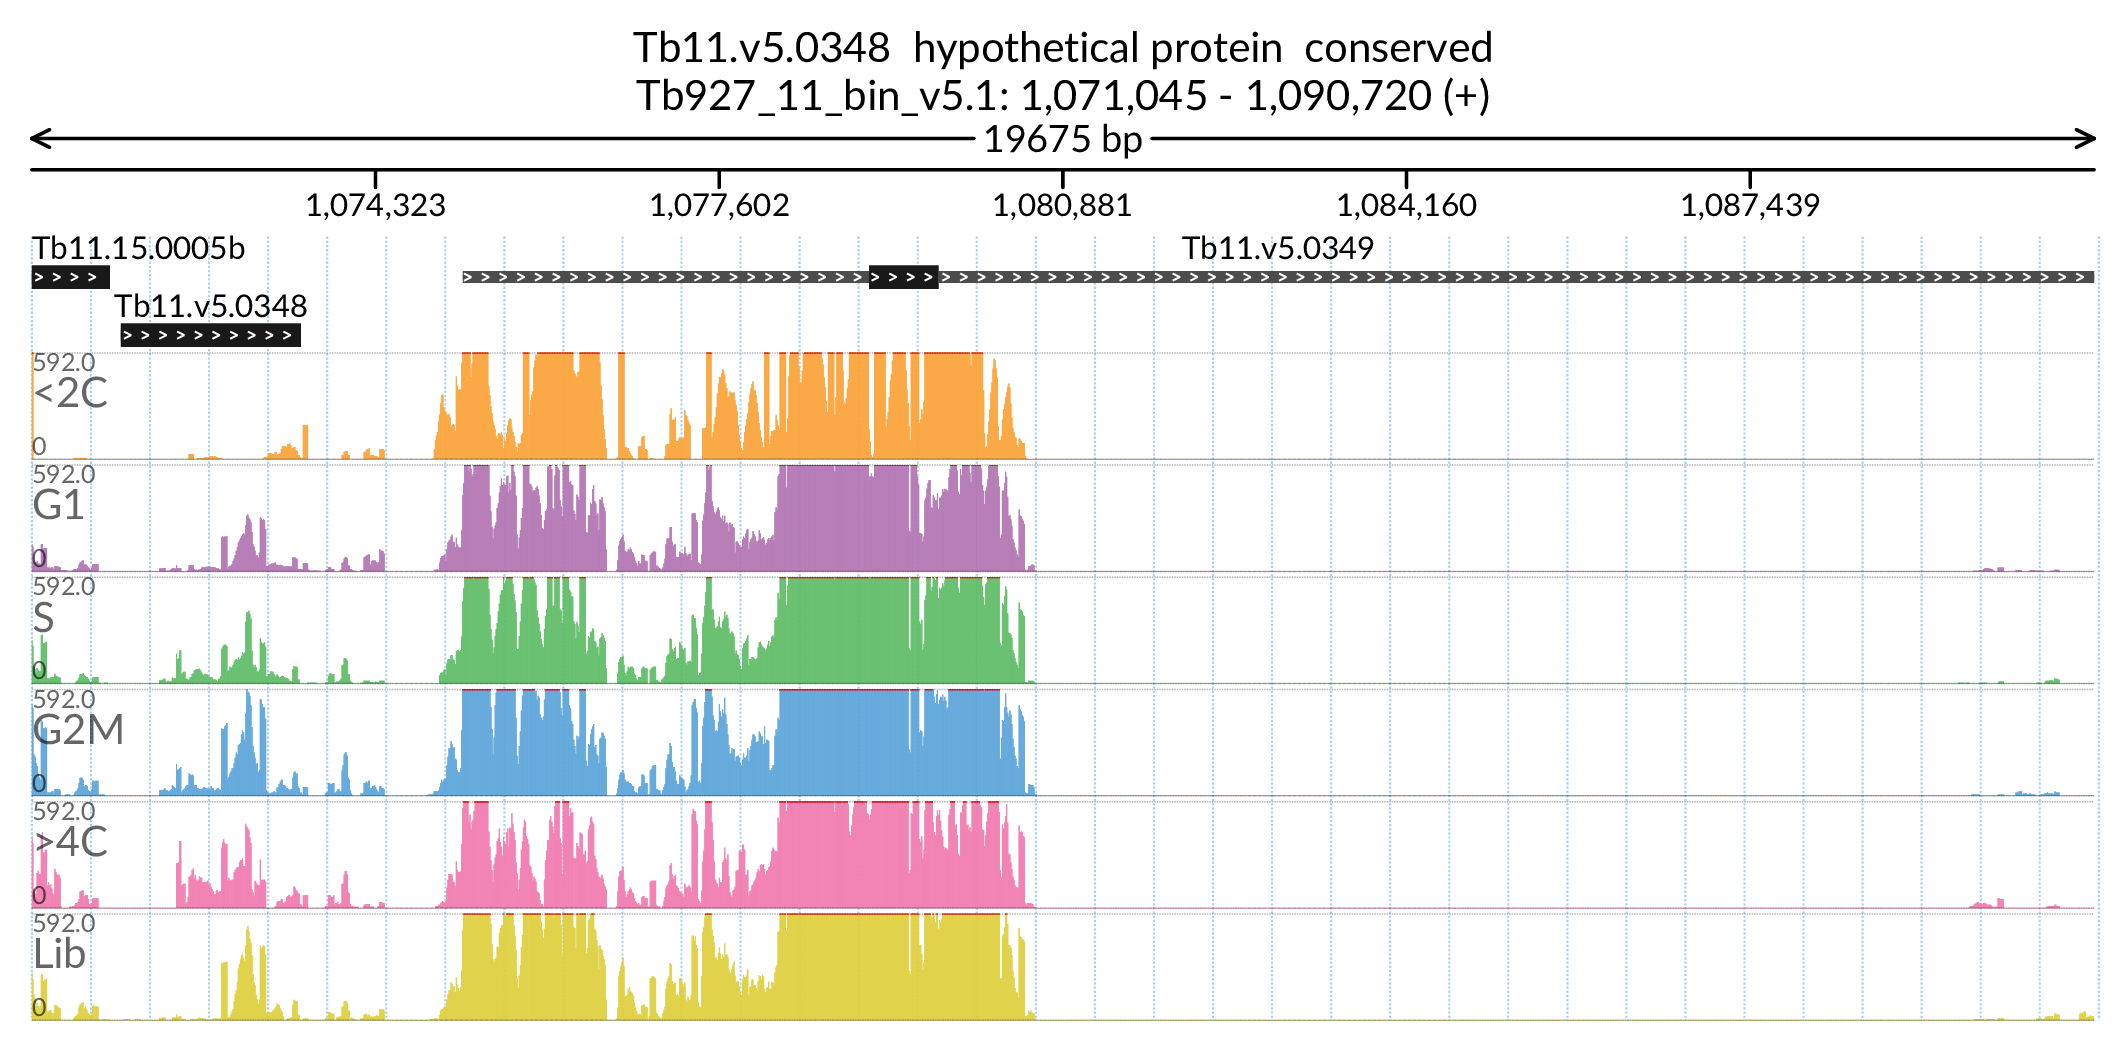 Tb11.v5.0348  hypothetical protein  conserved
Tb927_11_bin_v5.1: 1,071,045 - 1,090,720 (+)
19675 bp
1,074,323 1,077,602 1,080,881 1,084,160 1,087,439
Tb11.15.0005b Tb11.v5.0349
Tb11.v5.0348
592.0
<2C
0
592.0
G1
0
592.0
S
0
592.0
G2M
0
592.0
>4C
0
592.0
Lib
0